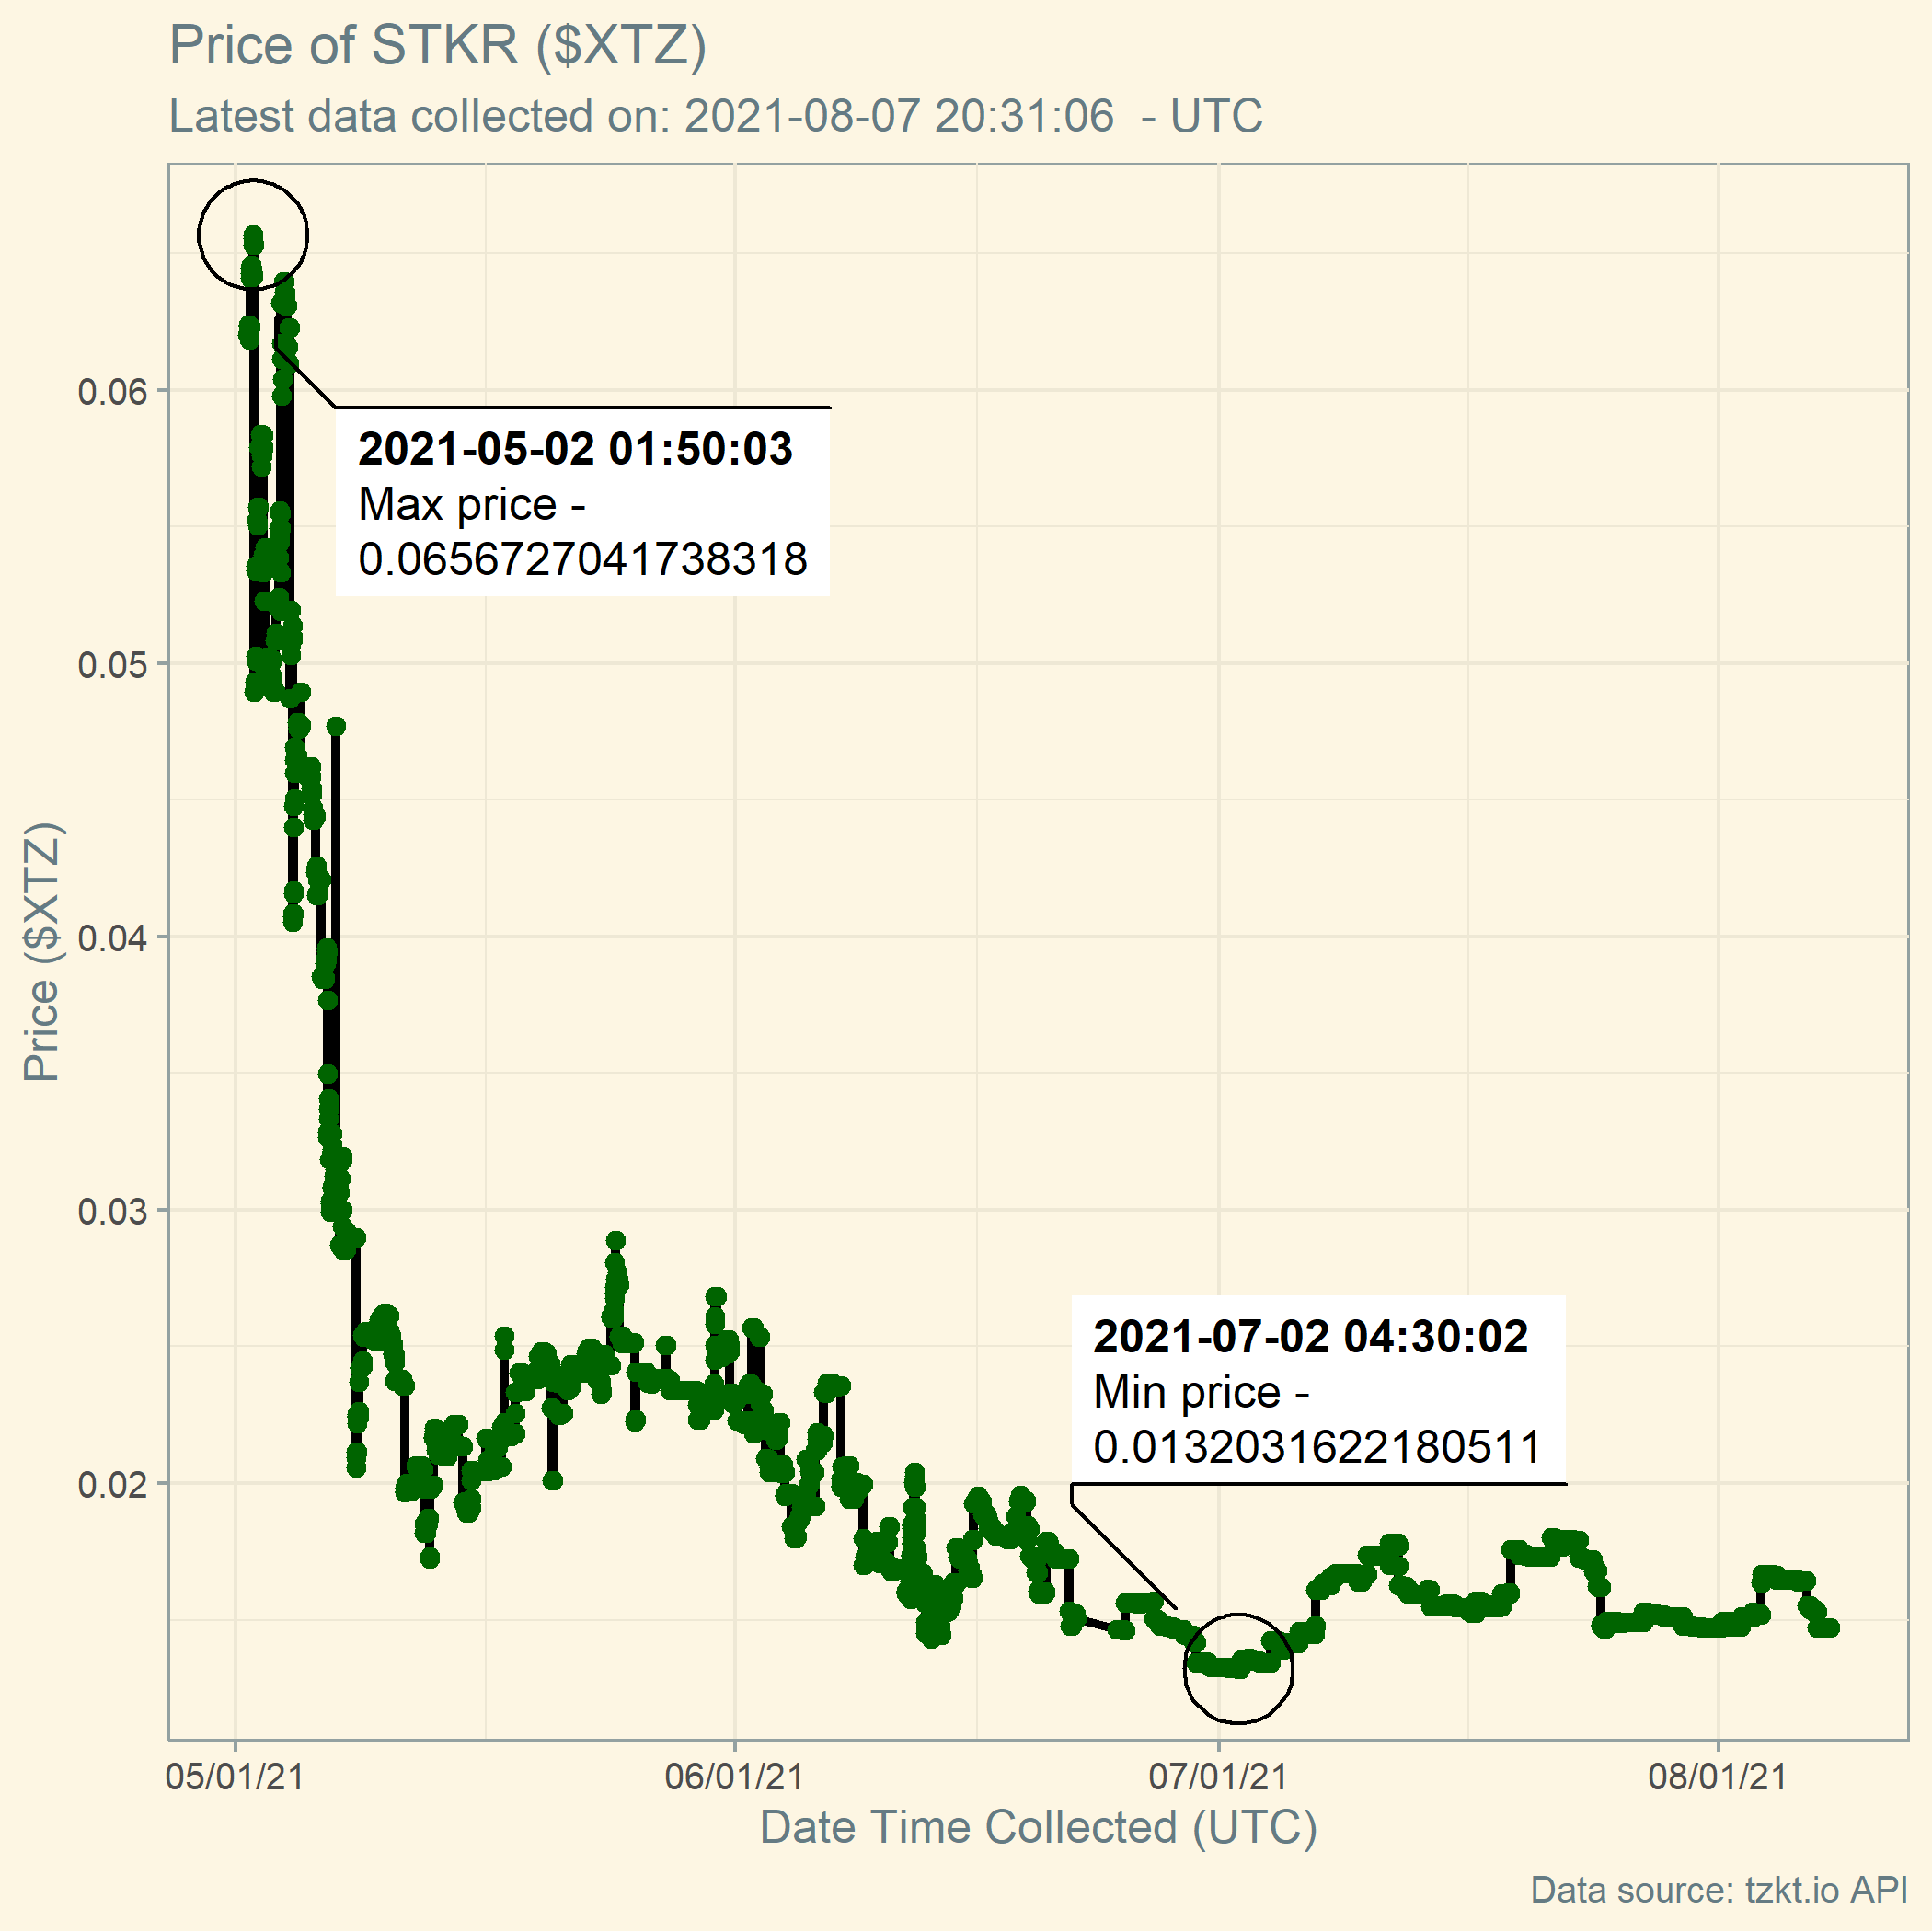 Price of STKR ($XTZ)
Latest data collected on: 2021-08-07 20:31:06  - UTC
Price ($XTZ)
0.06
0.05
0.04
0.03
0.02
2021-05-02 01:50:03
Max price -
0.0656727041738318
2021-07-02 04:30:02
Min price -
0.0132031622180511
05/01/21
06/01/21
07/01/21
08/01/21
Date Time Collected (UTC)
Data source: tzkt.io API